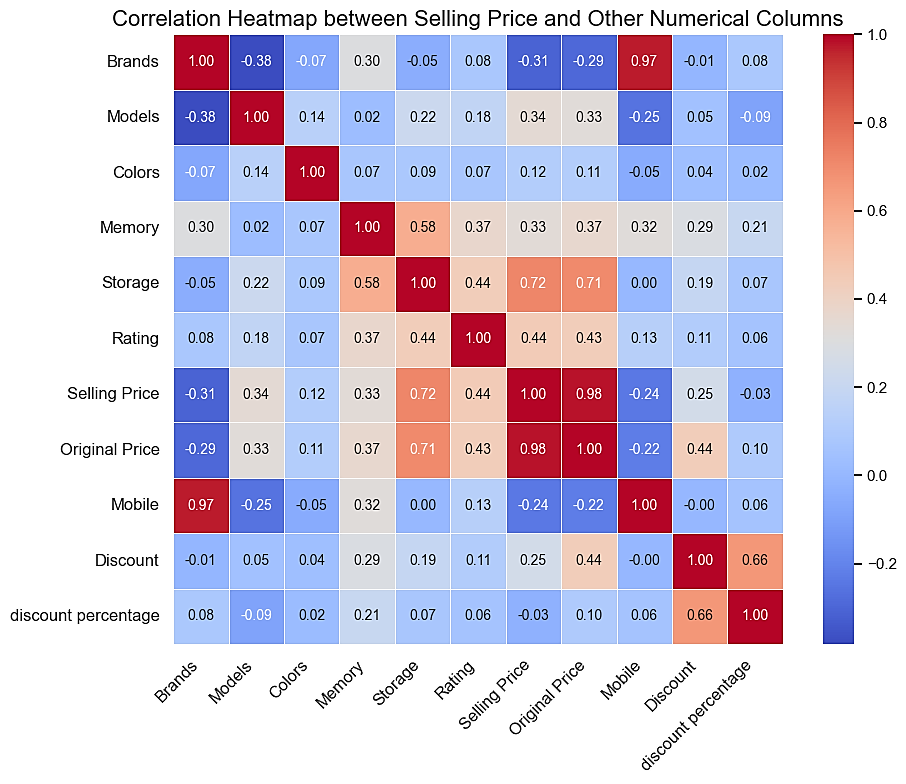 Correlation Heatmap between Selling Price and Other Numerical Columns
Brands 1.00 -0.38 -0.07 0.30 -0.05 0.08 -0.31 -0.29 0.97 -0.01 0.08
Models -0.38 1.00 0.14 0.02 0.22 0.18 0.34 0.33 -0.25 0.05 -0.09
Colors -0.07 0.14 1.00 0.07 0.09 0.07 0.12 0.11 -0.05 0.04 0.02
Memory 0.30 0.02 0.07 1.00 0.58 0.37 0.33 0.37 0.32 0.29 0.21
Storage -0.05 0.22 0.09 0.58 1.00 0.44 0.72 0.71 0.00 0.19 0.07
Rating 0.08 0.18 0.07 0.37 0.44 1.00 0.44 0.43 0.13 0.11 0.06
Selling Price -0.31 0.34 0.12 0.33 0.72 0.44 1.00 0.98 -0.24 0.25 -0.03
Original Price -0.29 0.33 0.11 0.37 0.71 0.43 0.98 1.00 -0.22 0.44 0.10
Mobile 0.97 -0.25 -0.05 0.32 0.00 0.13 -0.24 -0.22 1.00 -0.00 0.06
Discount -0.01 0.05 0.04 0.29 0.19 0.11 0.25 0.44 -0.00 1.00 0.66
discount percentage 0.08 -0.09 0.02 0.21 0.07 0.06 -0.03 0.10 0.06 0.66 1.00
Brands Models Colors Memory Storage Rating Selling Price Original Price Mobile Discount discount percentage
1.0
0.8
0.6
0.4
0.2
0.0
−0.2